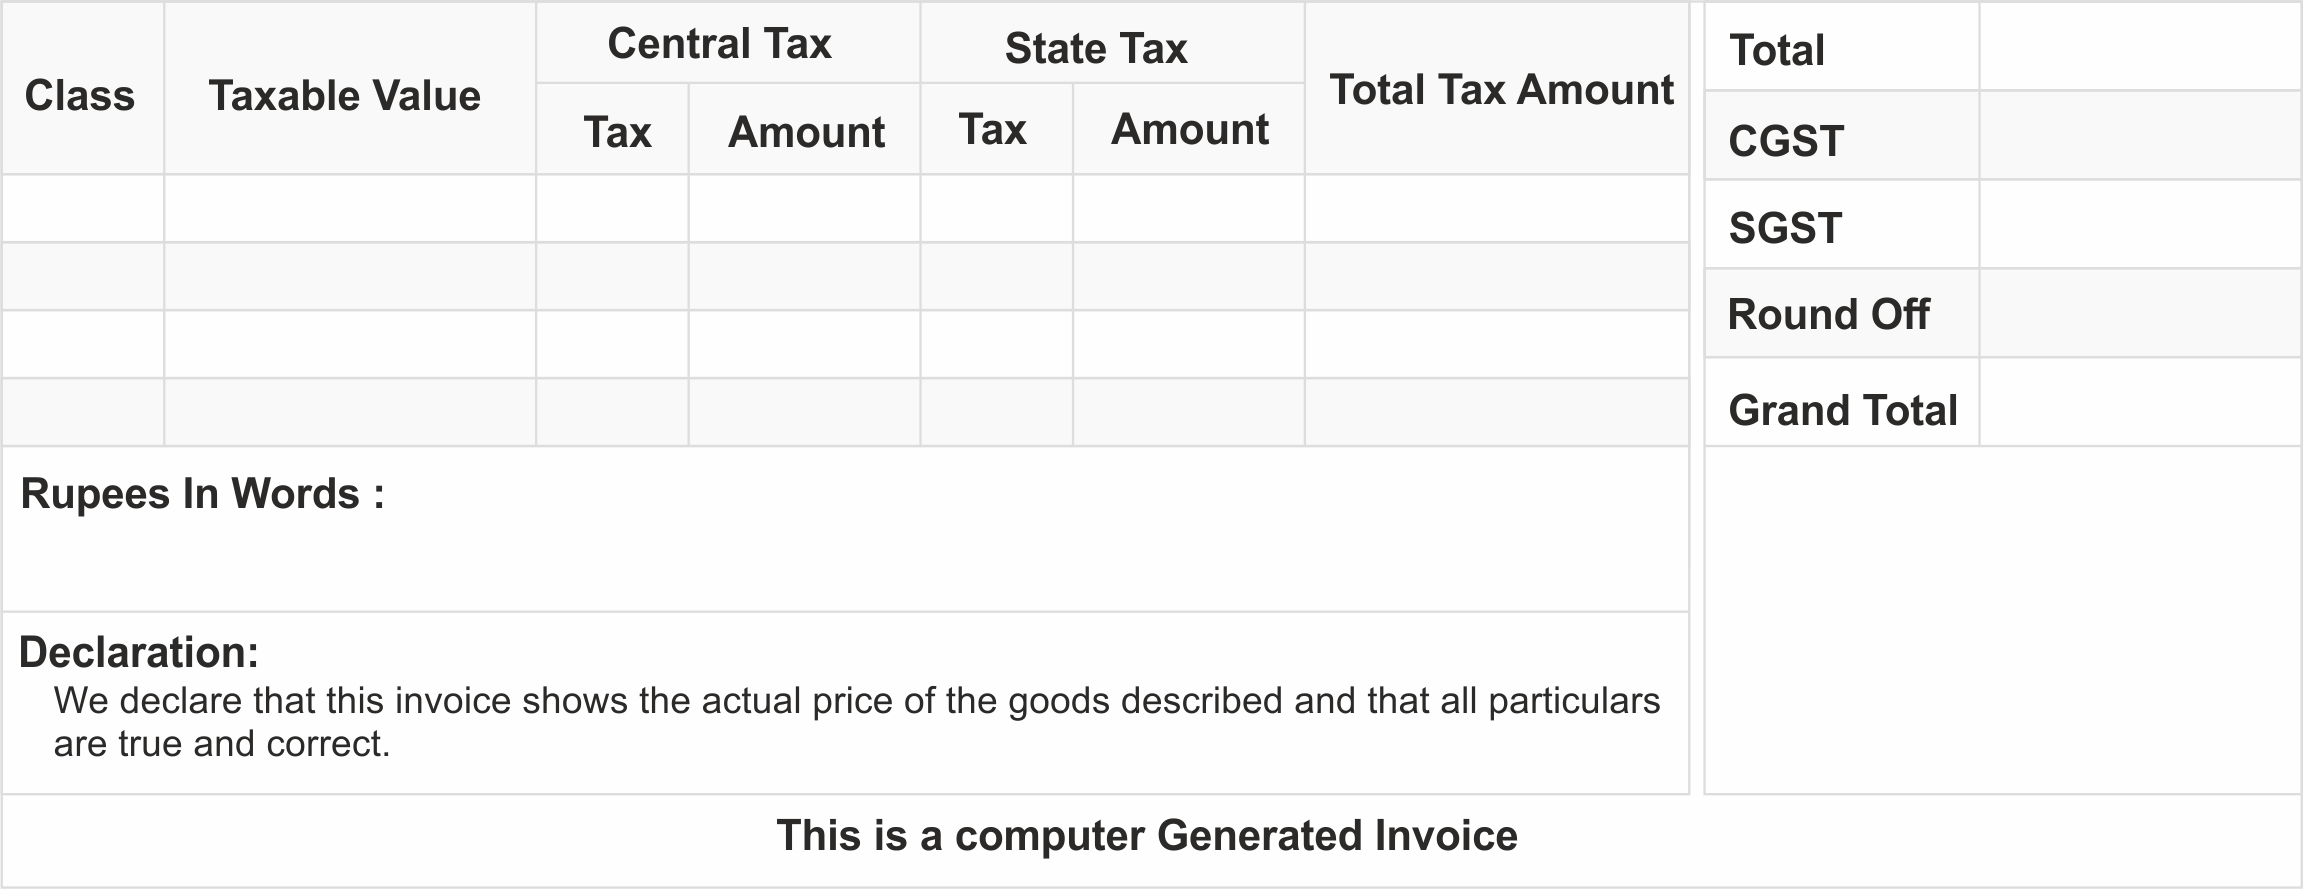 Class
Taxable Value
Central Tax
State Tax
Total Tax Amount
Tax
Amount
Tax
Amount
Total
CGST
SGST
Round Off
Grand Total
Rupees In Words :
Declaration:
We declare that this invoice shows the actual price of the goods described and that all particulars
are true and correct.
This is a computer Generated Invoice